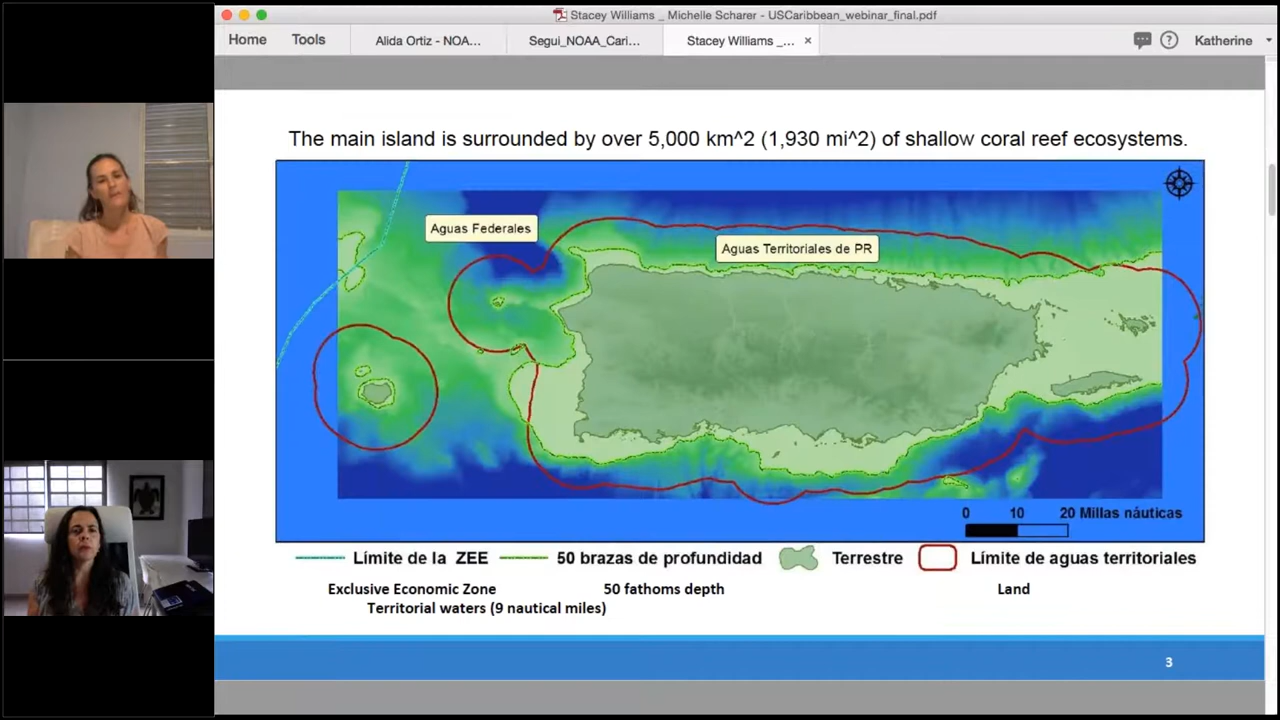 Stacey Williams _ Michelle Scharer - USCaribbean_webinar_final.pdf
Home Tools Alida Ortiz - NOA... Segui_NOAA_Cari... Stacey Williams _... × ? Katherine
The main island is surrounded by over 5,000 km^2 (1,930 mi^2) of shallow coral reef ecosystems.
Aguas Federales
Aguas Territoriales de PR
0 10 20 Millas náuticas
Límite de la ZEE 50 brazas de profundidad Terrestre Límite de aguas territoriales
Exclusive Economic Zone 50 fathoms depth Land
Territorial waters (9 nautical miles)
3